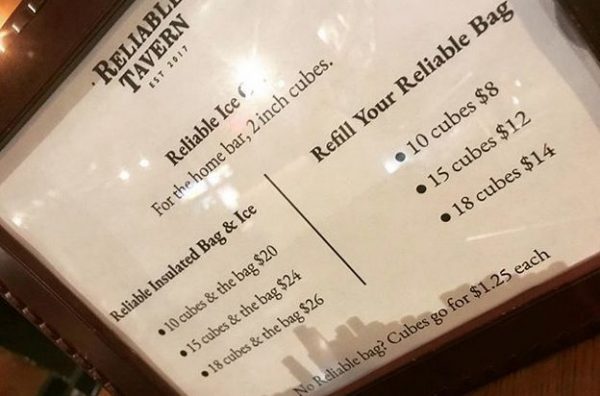 RELIABLE
TAVERN
EST 2017
Reliable Ice
For the home bar, 2 inch cubes.
Reliable Insulated Bag & Ice
• 10 cubes & the bag $20
• 15 cubes & the bag $24
• 18 cubes & the bag $26
Refill Your Reliable Bag
• 10 cubes $8
• 15 cubes $12
• 18 cubes $14
No Reliable bag? Cubes go for $1.25 each